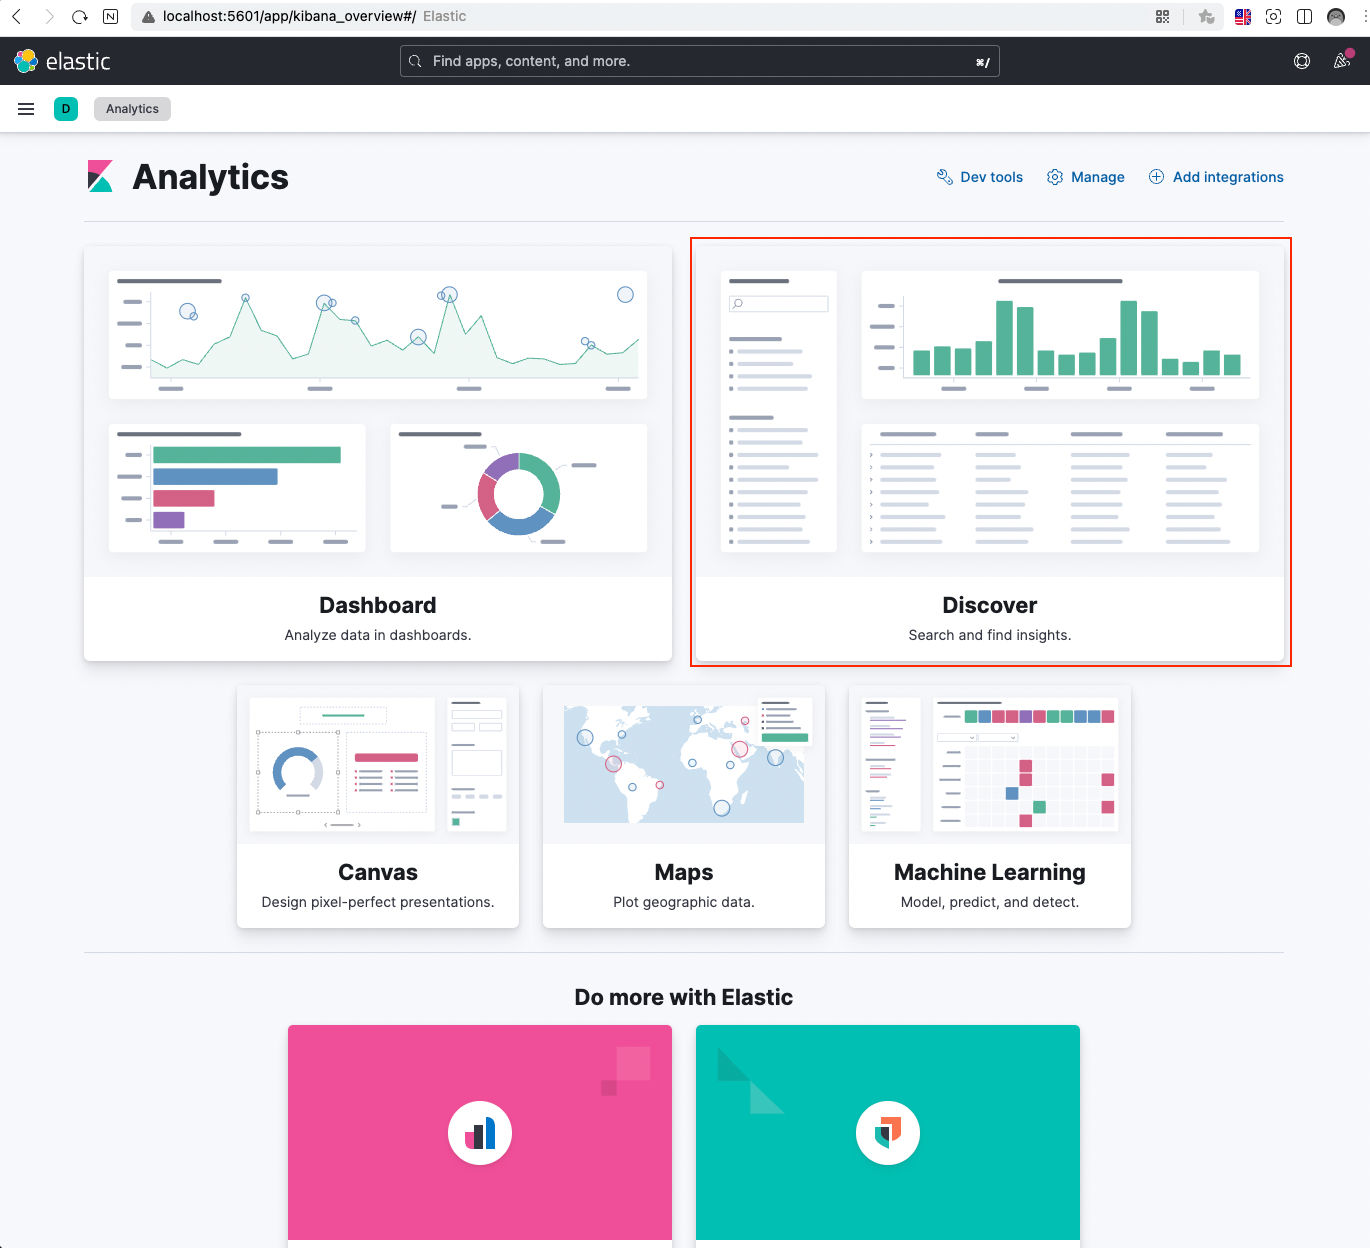 localhost:5601/app/kibana_overview#/ Elastic
elastic
Find apps, content, and more.
⌘/
D
Analytics
Analytics
Dev tools
Manage
Add integrations
Dashboard
Analyze data in dashboards.
Discover
Search and find insights.
Canvas
Design pixel-perfect presentations.
Maps
Plot geographic data.
Machine Learning
Model, predict, and detect.
Do more with Elastic